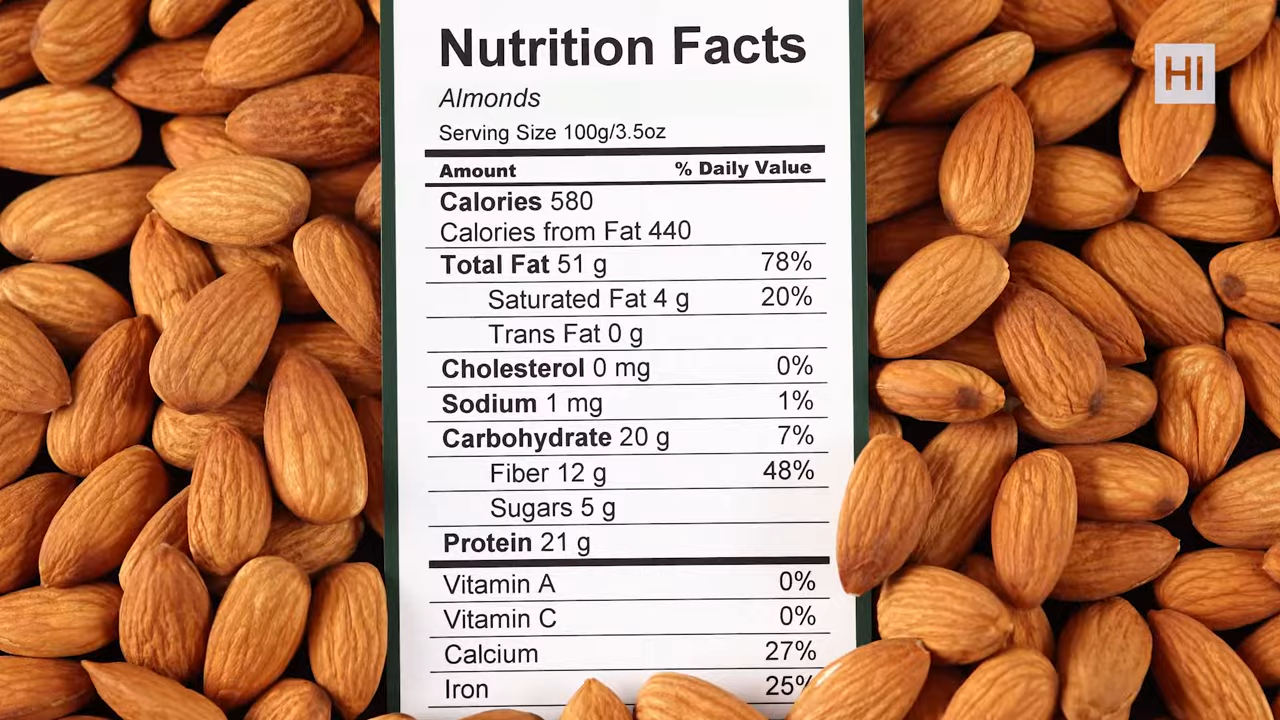 Nutrition Facts
HI
Almonds
Serving Size 100g/3.5oz
Amount % Daily Value
Calories 580
Calories from Fat 440
Total Fat 51 g 78%
Saturated Fat 4 g 20%
Trans Fat 0 g
Cholesterol 0 mg 0%
Sodium 1 mg 1%
Carbohydrate 20 g 7%
Fiber 12 g 48%
Sugars 5 g
Protein 21 g
Vitamin A 0%
Vitamin C 0%
Calcium 27%
Iron 25%